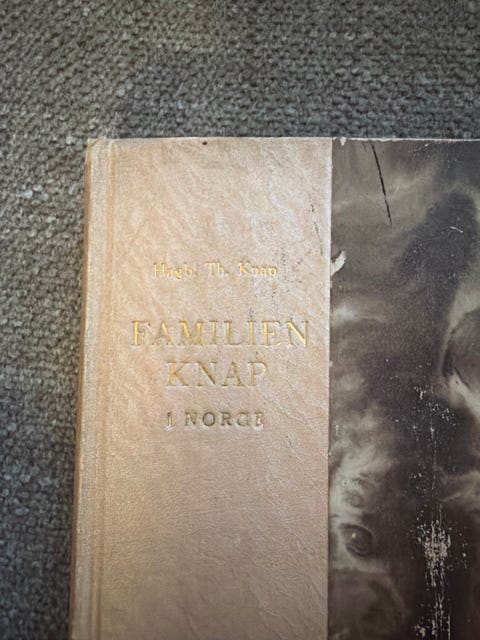 Hagb. Th. Knap
FAMILIEN
KNAP
I NORGE